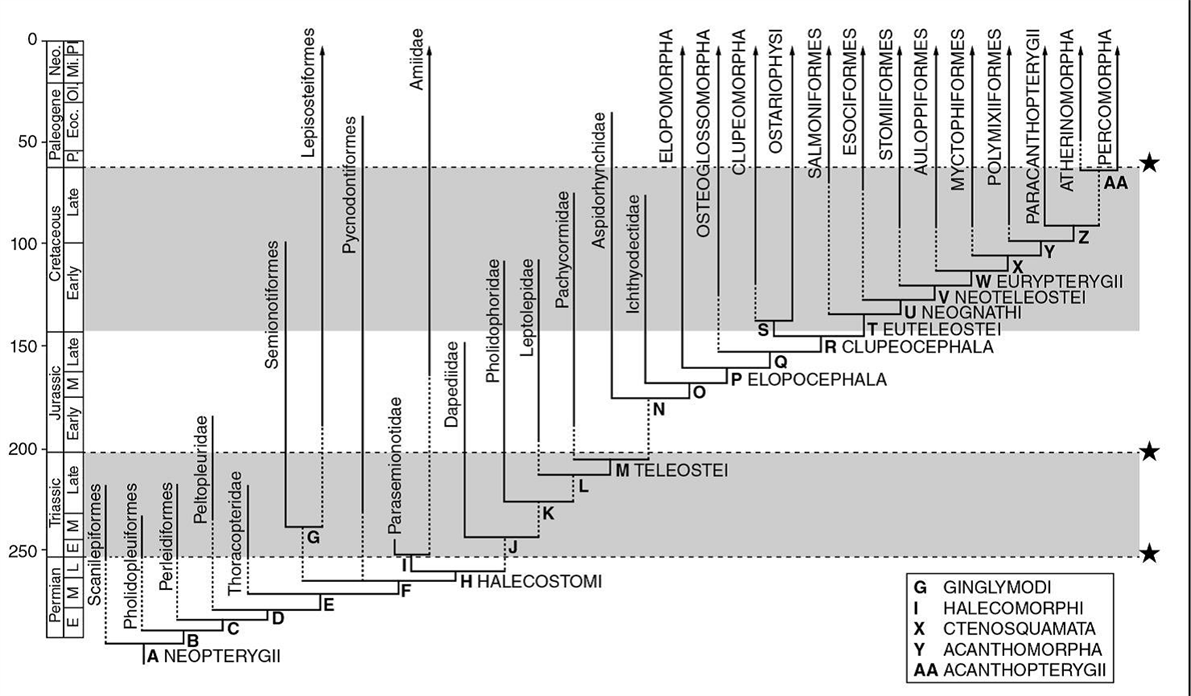 0
50
100
150
200
250
Neo.
Pl
Mi.
Paleogene
Ol.
Eoc.
P.
Cretaceous
Late
Early
Jurassic
Late
M
Early
Triassic
Late
M
E
Permian
L
M
E
Scanilepiformes
Pholidopleuiformes
Perleidiformes
Peltopleuridae
Thoracopteridae
Semionotiformes
Lepisosteiformes
Pycnodontiformes
Parasemionotidae
Amiidae
Dapediidae
Pholidophoridae
Leptolepidae
Pachycormidae
Aspidorhynchidae
Ichthyodectidae
ELOPOMORPHA
OSTEOGLOSSOMORPHA
CLUPEOMORPHA
OSTARIOPHYSI
SALMONIFORMES
ESOCIFORMES
STOMIIFORMES
AULOPPIFORMES
MYCTOPHIFORMES
POLYMIXIIFORMES
PARACANTHOPTERYGII
ATHERINOMORPHA
PERCOMORPHA
AA
Z
Y
X
W EURYPTERYGII
V NEOTELEOSTEI
U NEOGNATHI
S
T EUTELEOSTEI
R CLUPEOCEPHALA
Q
P ELOPOCEPHALA
O
N
M TELEOSTEI
L
K
G
J
I
H HALECOSTOMI
F
E
D
C
B
A NEOPTERYGII
G GINGLYMODI
I HALECOMORPHI
X CTENOSQUAMATA
Y ACANTHOMORPHA
AA ACANTHOPTERYGII